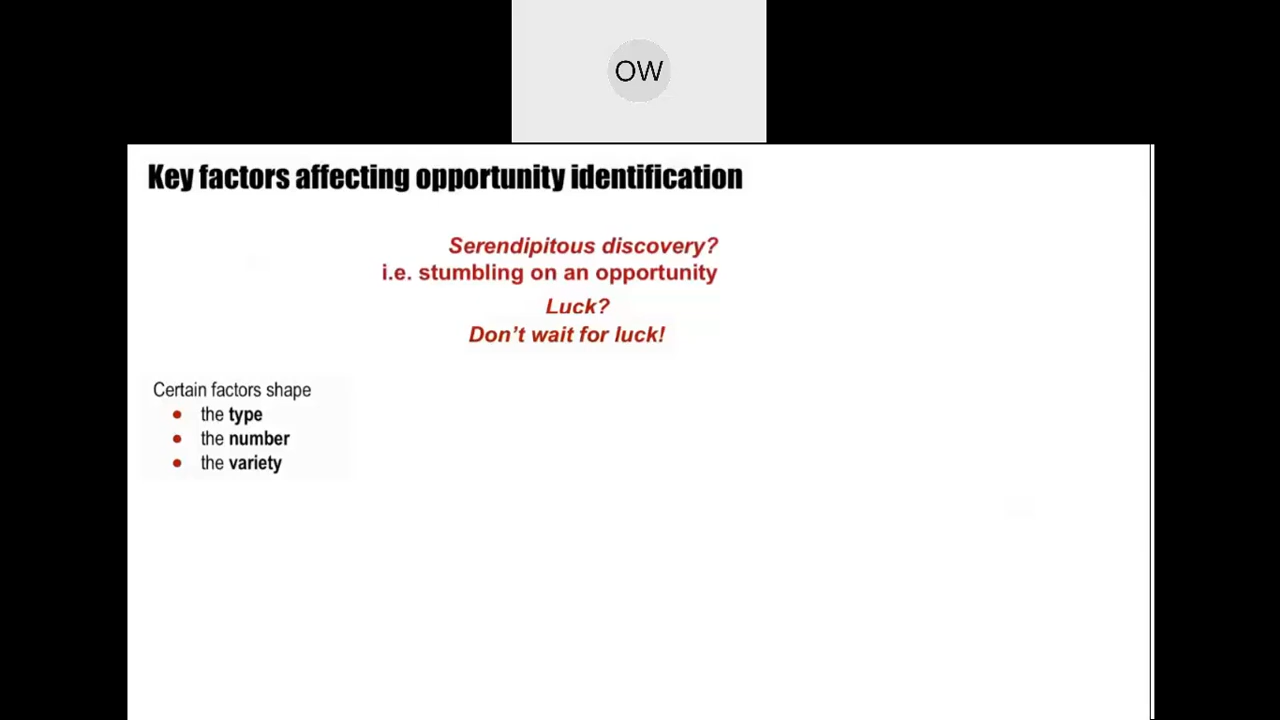 OW
Key factors affecting opportunity identification
Serendipitous discovery?
i.e. stumbling on an opportunity
Luck?
Don't wait for luck!
Certain factors shape
• the type
• the number
• the variety